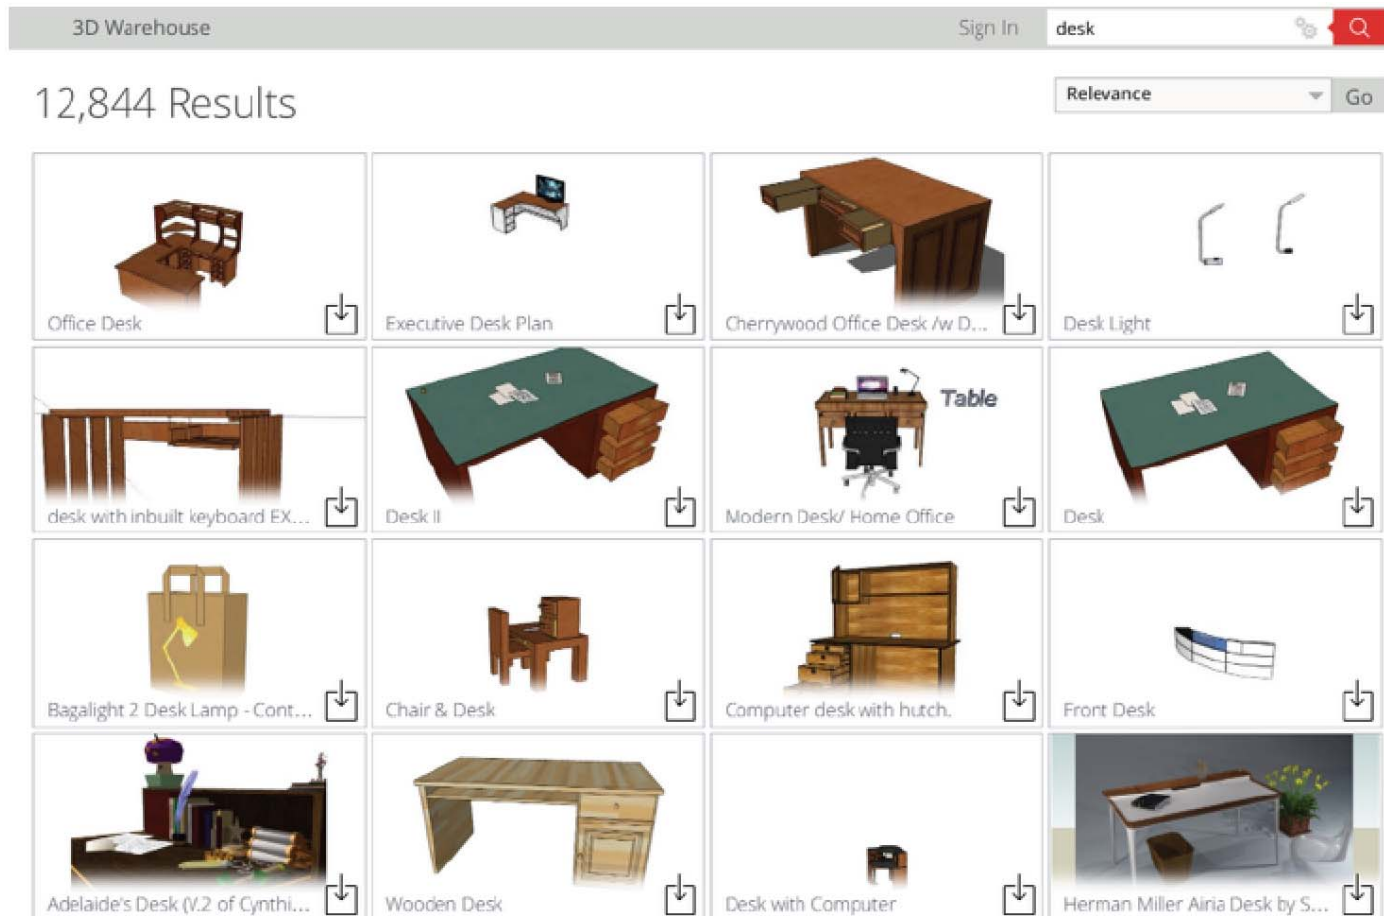 3D Warehouse Sign In desk
12,844 Results
Relevance Go
Office Desk
Executive Desk Plan
Cherrywood Office Desk /w D...
Desk Light
Table
desk with inbuilt keyboard EX...
Desk II
Modern Desk/ Home Office
Desk
Bagalight 2 Desk Lamp - Cont...
Chair & Desk
Computer desk with hutch.
Front Desk
Adelaide's Desk (V.2 of Cynthi...
Wooden Desk
Desk with Computer
Herman Miller Airia Desk by S...